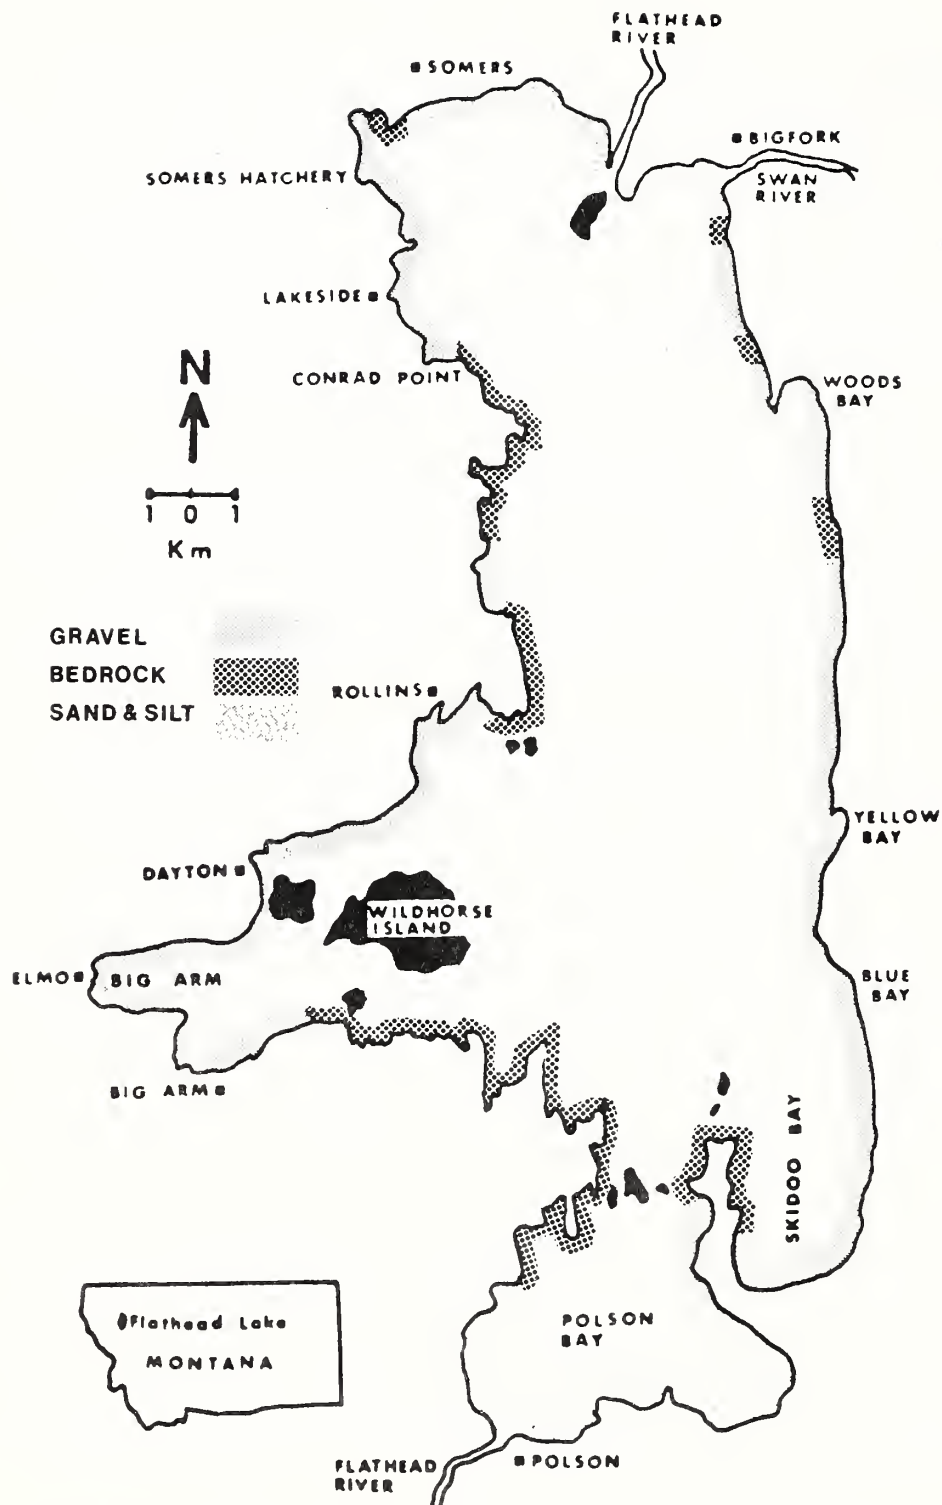 FLATHEAD
RIVER
SOMERS
BIGFORK
SOMERS HATCHERY
SWAN
RIVER
LAKESIDE
N
CONRAD POINT
WOODS
BAY
1 0 1
Km
GRAVEL
BEDROCK
SAND & SILT
ROLLINS
YELLOW
BAY
DAYTON
WILDHORSE
ISLAND
ELMO
BIG ARM
BLUE
BAY
BIG ARM
SKIDOO BAY
Flathead Lake
MONTANA
POLSON
BAY
FLATHEAD
RIVER
POLSON